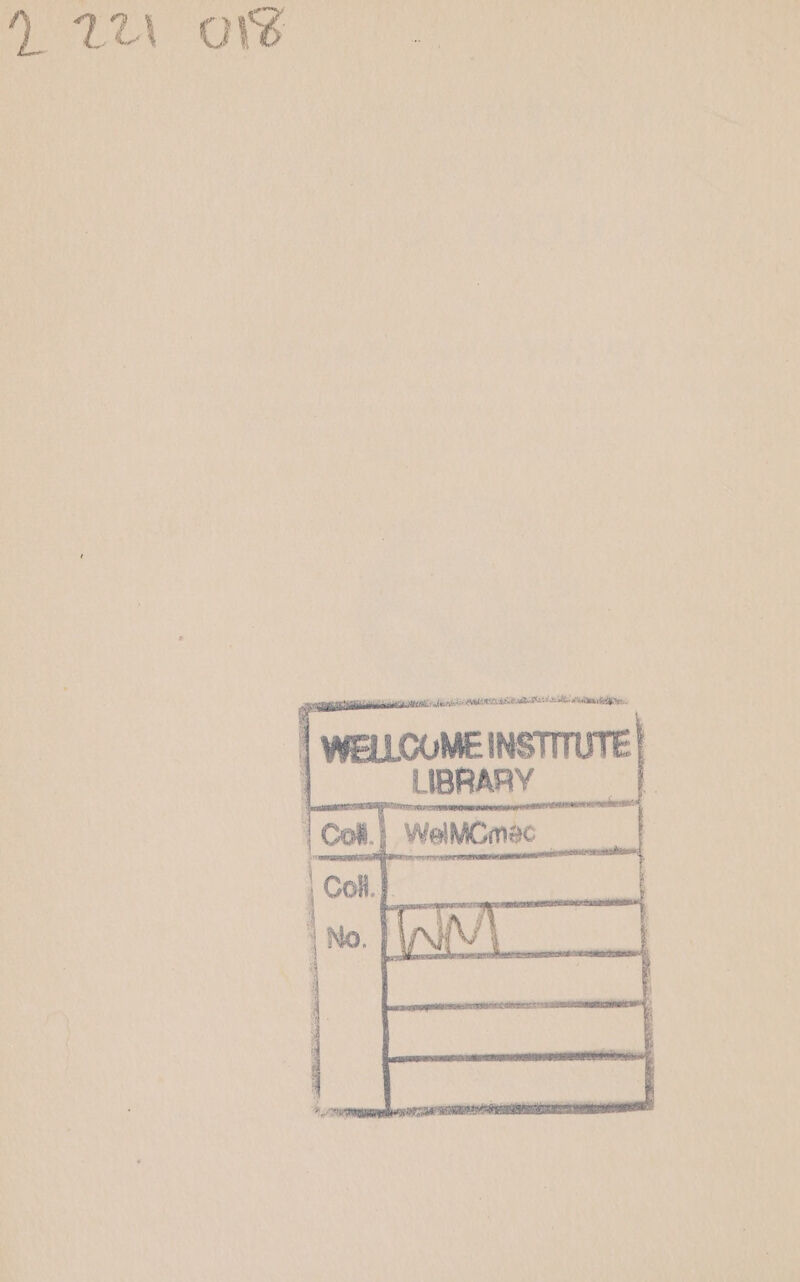 2 221 018
WELLCOME INSTITUTE
LIBRARY
Coll. WelMOmec
Coll.
No. WM